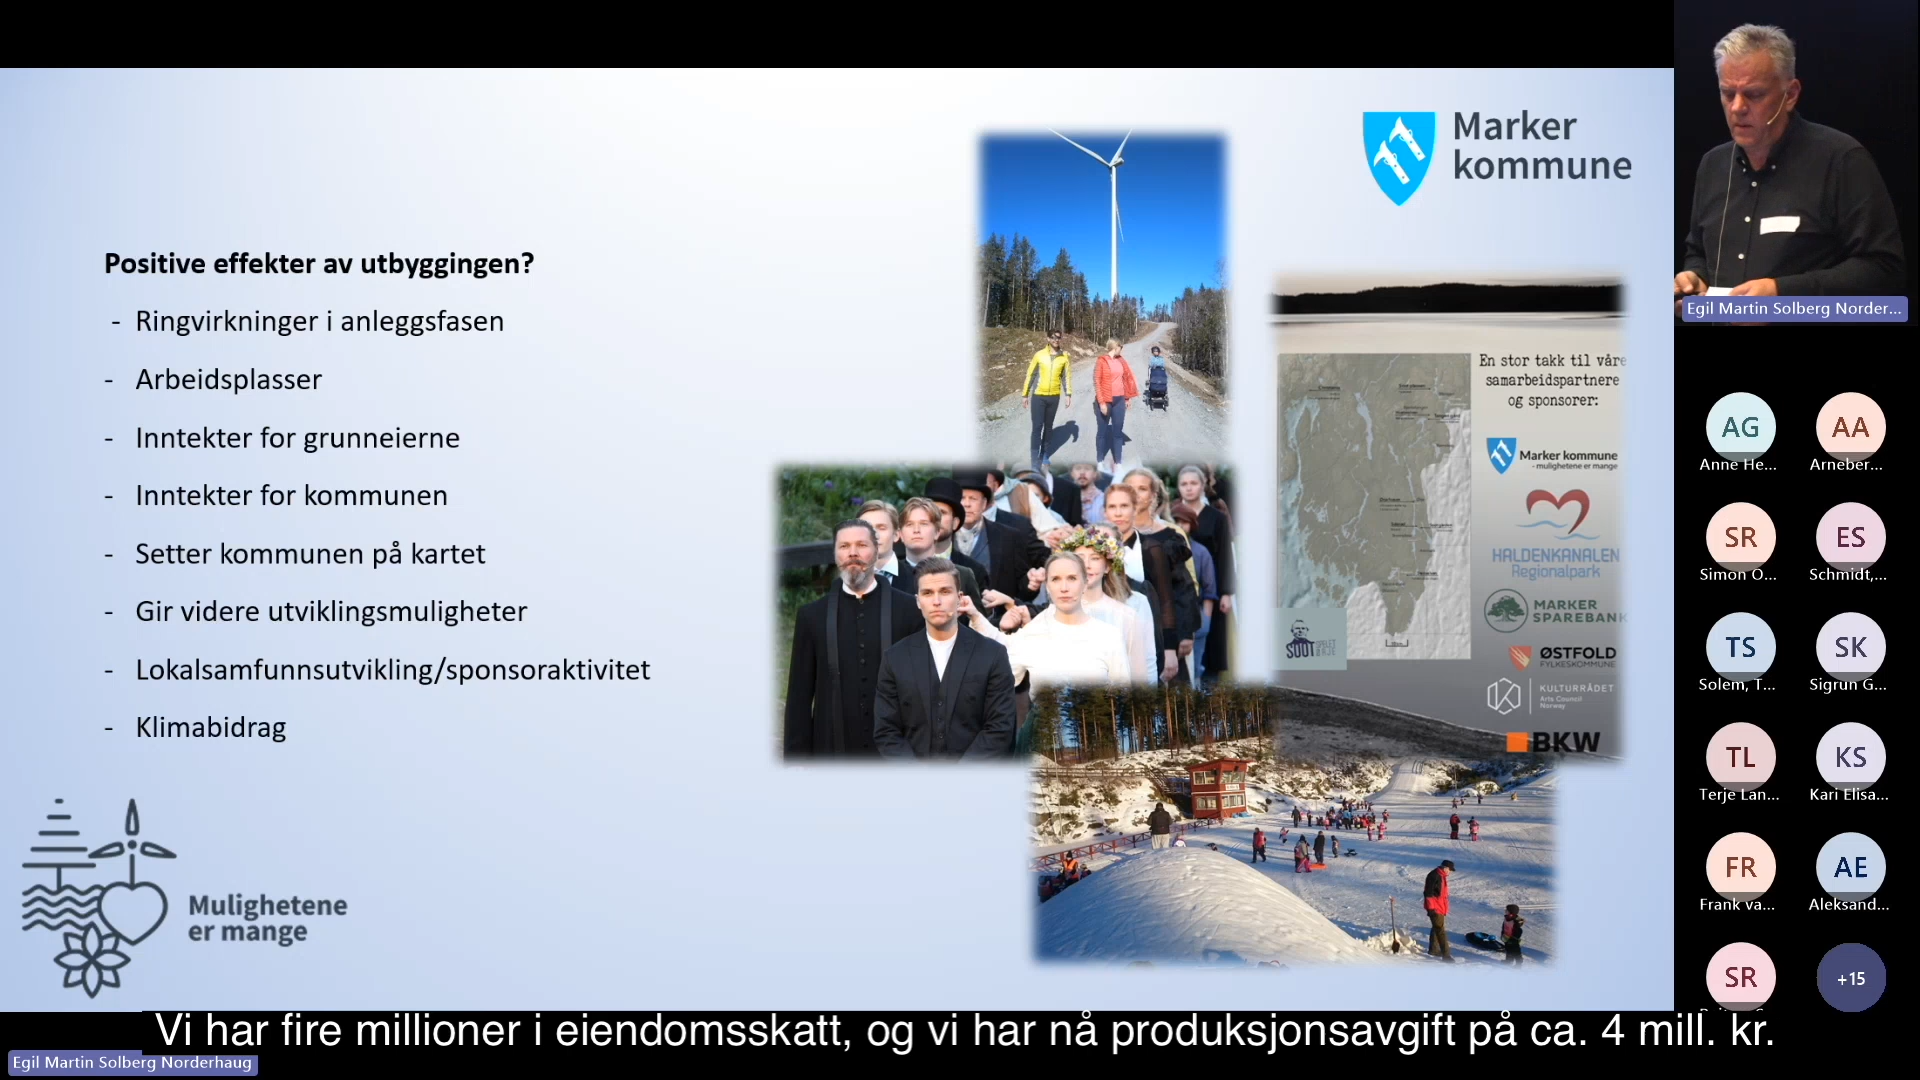 Marker
kommune
Positive effekter av utbyggingen?
- Ringvirkninger i anleggsfasen
- Arbeidsplasser
- Inntekter for grunneierne
- Inntekter for kommunen
- Setter kommunen på kartet
- Gir videre utviklingsmuligheter
- Lokalsamfunnsutvikling/sponsoraktivitet
- Klimabidrag
En stor takk til våre
samarbeidspartnere
og sponsorer:
Marker kommune
- mulighetene er mange
HALDENKANALEN
Regionalpark
MARKER
SPAREBANK
ØSTFOLD
FYLKESKOMMUNE
KULTURRÅDET
Arts Council
Norway
BKW
SOOT
Mulighetene
er mange
Egil Martin Solberg Norder...
AG
Anne He...
AA
Arneber...
SR
Simon O...
ES
Schmidt,...
TS
Solem, T...
SK
Sigrun G...
TL
Terje Lan...
KS
Kari Elisa...
FR
Frank va...
AE
Aleksand...
SR
+15
Vi har fire millioner i eiendomsskatt, og vi har nå produksjonsavgift på ca. 4 mill. kr.
Egil Martin Solberg Norderhaug